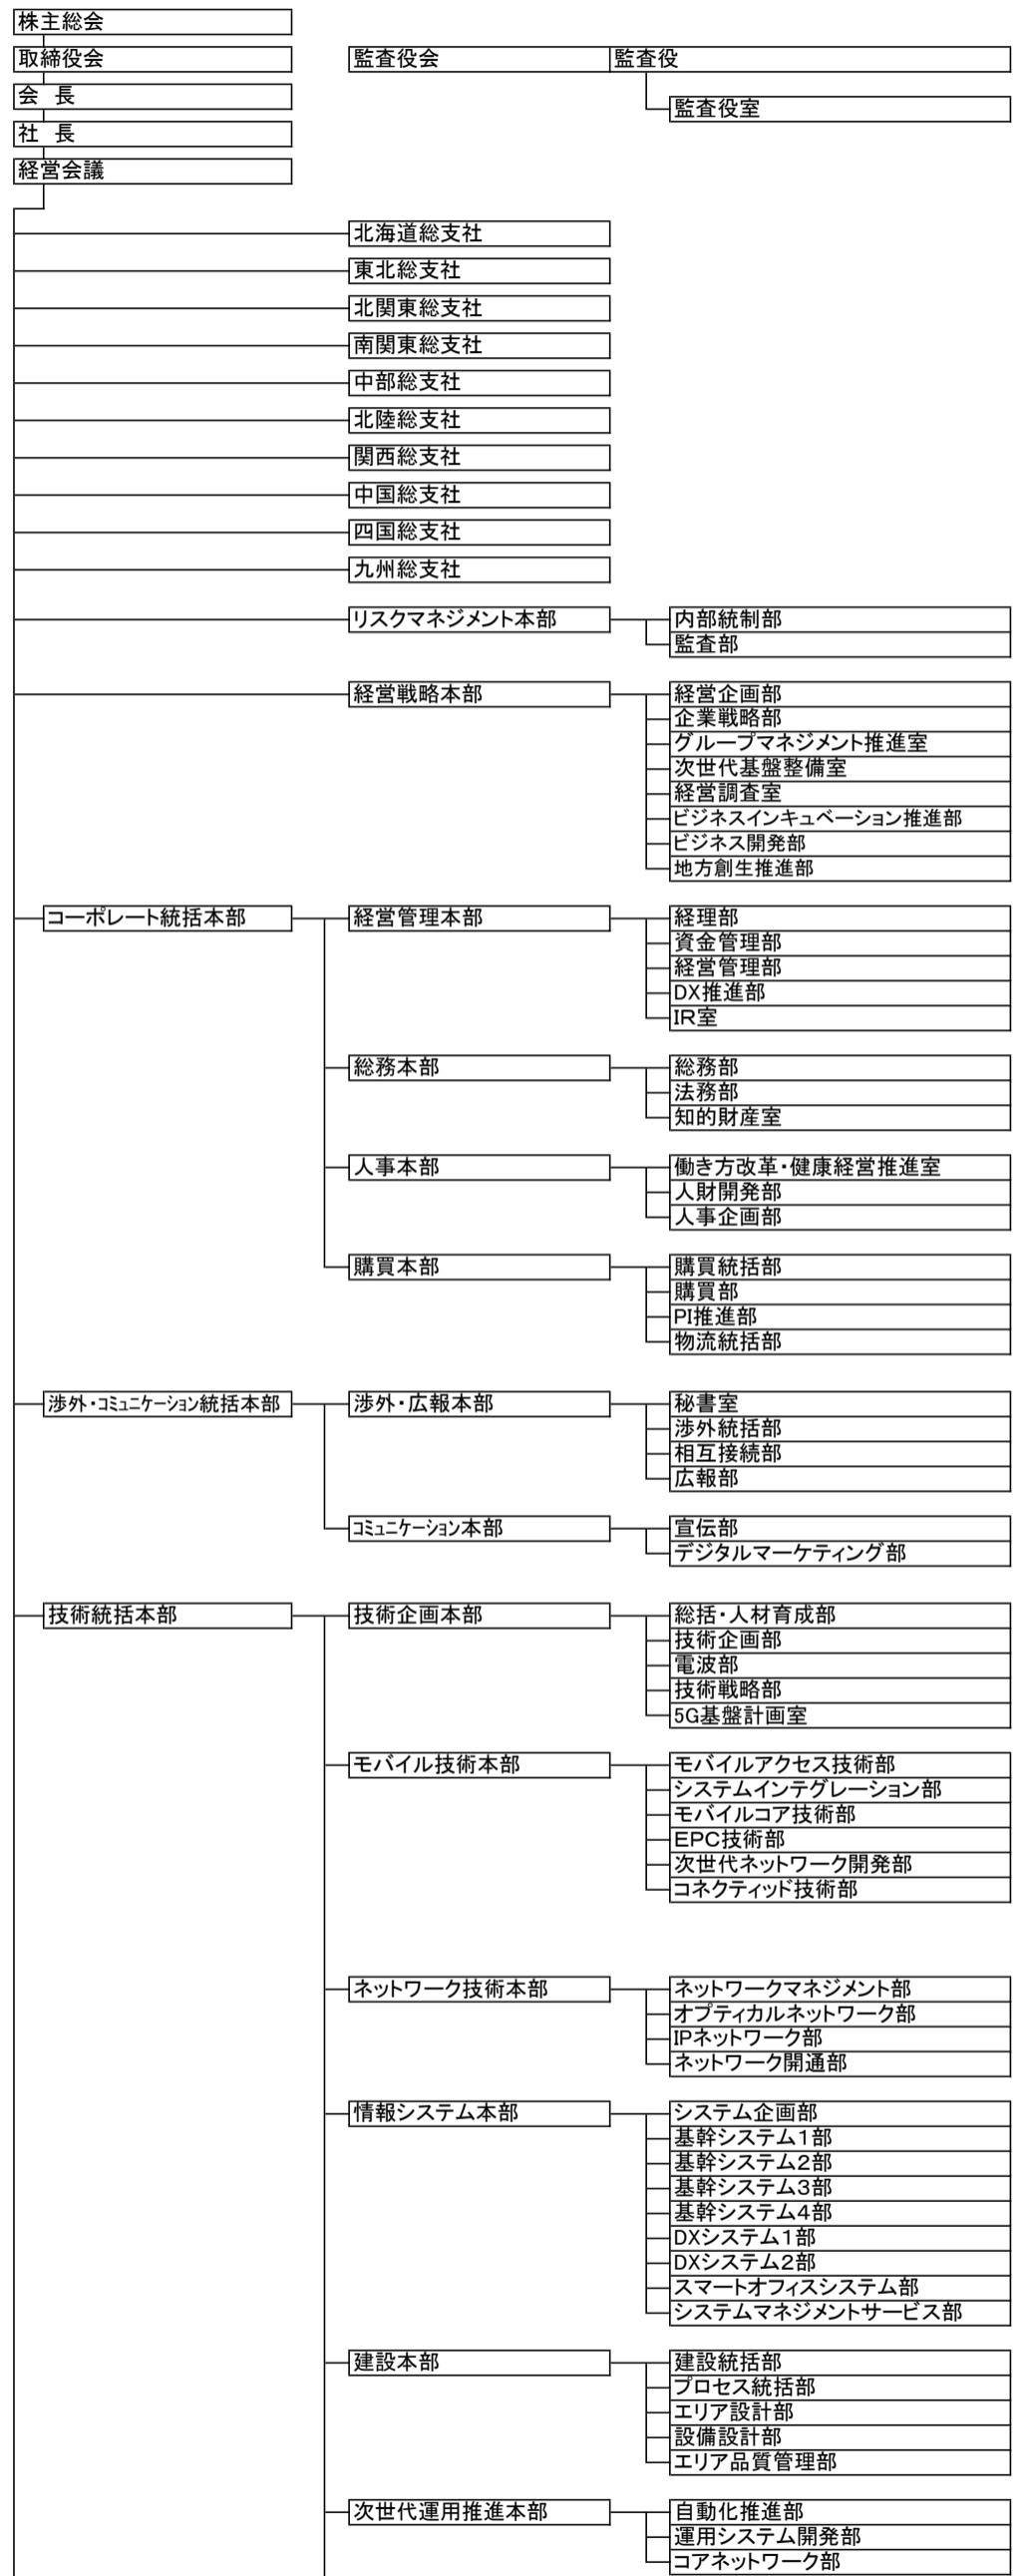 株主総会
取締役会 監査役会 監査役
会　長
監査役室
社　長
経営会議
北海道総支社
東北総支社
北関東総支社
南関東総支社
中部総支社
北陸総支社
関西総支社
中国総支社
四国総支社
九州総支社
リスクマネジメント本部 内部統制部
監査部
経営戦略本部 経営企画部
企業戦略部
グループマネジメント推進室
次世代基盤整備室
経営調査室
ビジネスインキュベーション推進部
ビジネス開発部
地方創生推進部
コーポレート統括本部 経営管理本部 経理部
資金管理部
経営管理部
DX推進部
IR室
総務本部 総務部
法務部
知的財産室
人事本部 働き方改革・健康経営推進室
人財開発部
人事企画部
購買本部 購買統括部
購買部
PI推進部
物流統括部
渉外・ｺﾐｭﾆｹｰｼｮﾝ統括本部 渉外・広報本部 秘書室
渉外統括部
相互接続部
広報部
ｺﾐｭﾆｹｰｼｮﾝ本部 宣伝部
デジタルマーケティング部
技術統括本部 技術企画本部 総括・人材育成部
技術企画部
電波部
技術戦略部
5G基盤計画室
モバイル技術本部 モバイルアクセス技術部
システムインテグレーション部
モバイルコア技術部
EPC技術部
次世代ネットワーク開発部
コネクティッド技術部
ネットワーク技術本部 ネットワークマネジメント部
オプティカルネットワーク部
IPネットワーク部
ネットワーク開通部
情報システム本部 システム企画部
基幹システム１部
基幹システム２部
基幹システム３部
基幹システム４部
DXシステム１部
DXシステム２部
スマートオフィスシステム部
システムマネジメントサービス部
建設本部 建設統括部
プロセス統括部
エリア設計部
設備設計部
エリア品質管理部
次世代運用推進本部 自動化推進部
運用システム開発部
コアネットワーク部